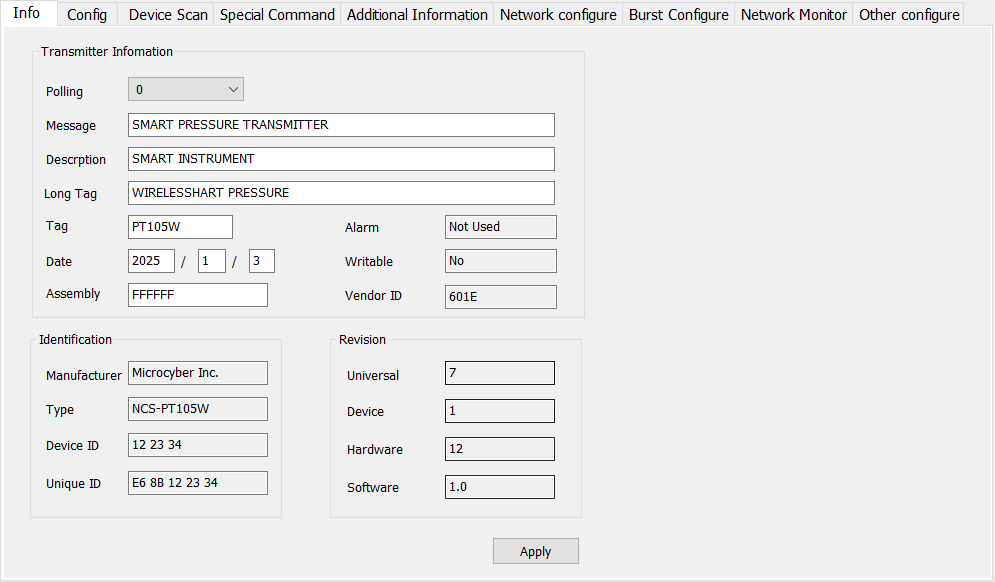 Info Config Device Scan Special Command Additional Information Network configure Burst Configure Network Monitor Other configure
Transmitter Infomation
Polling 0
Message SMART PRESSURE TRANSMITTER
Descrption SMART INSTRUMENT
Long Tag WIRELESSHART PRESSURE
Tag PT105W Alarm Not Used
Date 2025 / 1 / 3 Writable No
Assembly FFFFFF Vendor ID 601E
Identification Revision
Manufacturer Microcyber Inc. Universal 7
Type NCS-PT105W Device 1
Device ID 12 23 34 Hardware 12
Unique ID E6 8B 12 23 34 Software 1.0
Apply